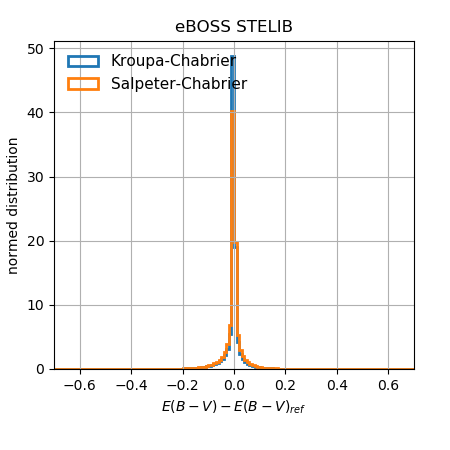 eBOSS STELIB
Kroupa-Chabrier
Salpeter-Chabrier
normed distribution
50
40
30
20
10
0
−0.6 −0.4 −0.2 0.0 0.2 0.4 0.6
E(B − V) − E(B − V)ref